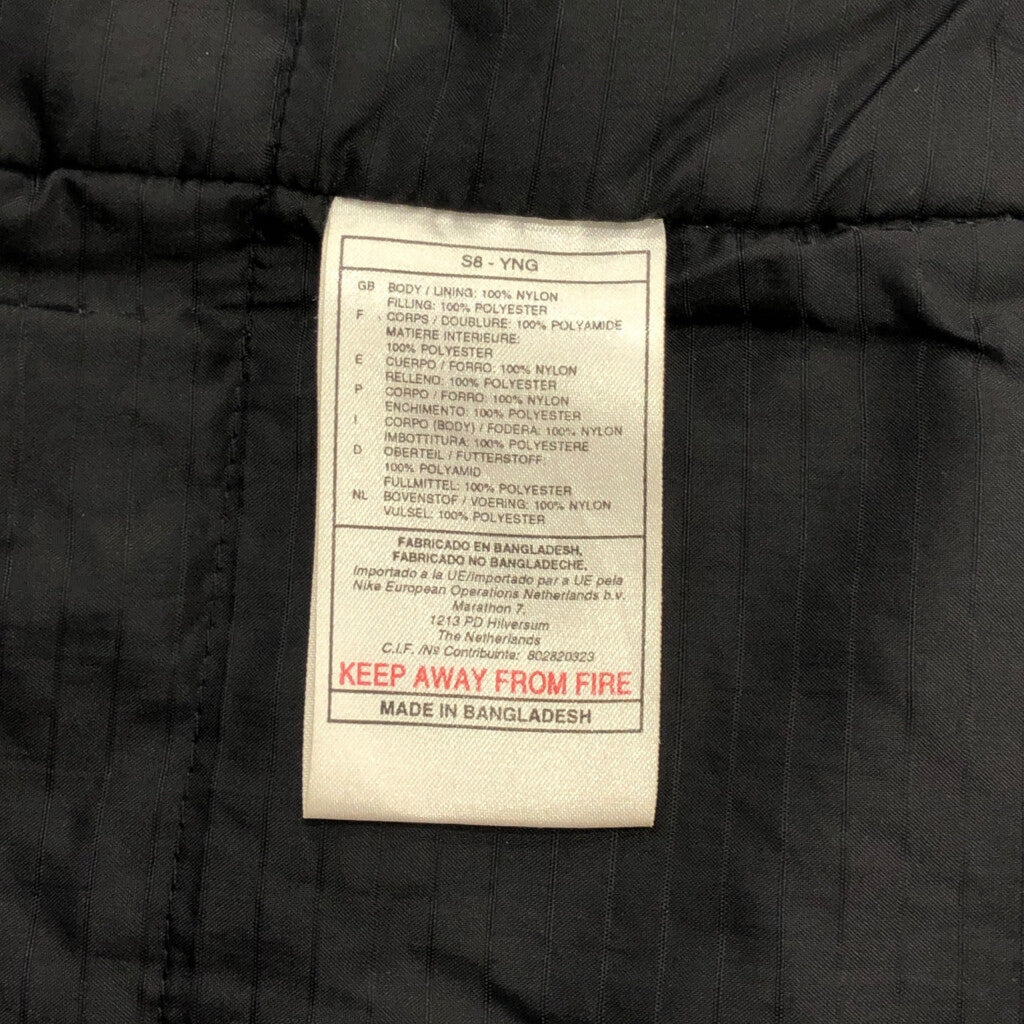 S8 - YNG
GB BODY / LINING: 100% NYLON
FILLING: 100% POLYESTER
F CORPS / DOUBLURE: 100% POLYAMIDE
MATIERE INTERIEURE:
100% POLYESTER
E CUERPO / FORRO: 100% NYLON
RELLENO: 100% POLYESTER
P CORPO / FORRO: 100% NYLON
ENCHIMENTO: 100% POLYESTER
I CORPO (BODY) / FODERA: 100% NYLON
IMBOTTITURA: 100% POLYESTERE
D OBERTEIL / FUTTERSTOFF:
100% POLYAMID
FULLMITTEL: 100% POLYESTER
NL BOVENSTOF / VOERING: 100% NYLON
VULSEL: 100% POLYESTER
FABRICADO EN BANGLADESH.
FABRICADO NO BANGLADECHE.
Importado a la UE/Importado par a UE pela
Nike European Operations Netherlands b.v.
Marathon 7,
1213 PD Hilversum
The Netherlands
C.I.F. /Nº Contribuinte: 802820323
KEEP AWAY FROM FIRE
MADE IN BANGLADESH